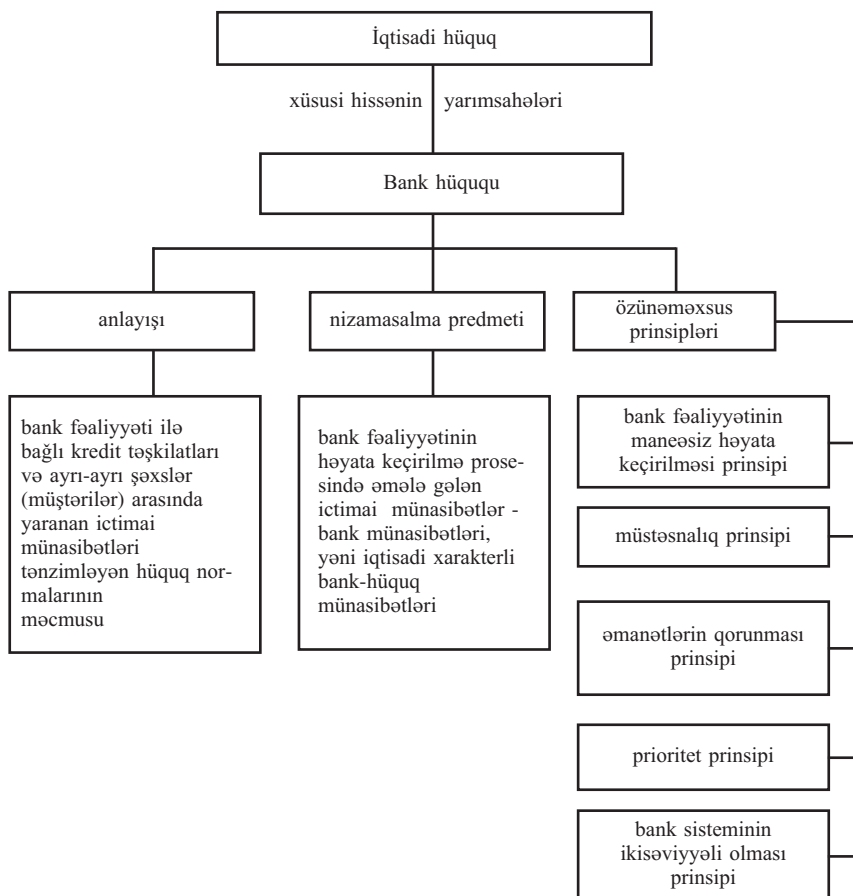 İqtisadi hüquq
xüsusi hissənin yarımsahələri
Bank hüququ
anlayışı
nizamasalma predmeti
özünəməxsus
prinsipləri
bank fəaliyyəti ilə
bağlı kredit təşkilatları
və ayrı-ayrı şəxslər
(müştərilər) arasında
yaranan ictimai
münasibətləri
tənzimləyən hüquq nor-
malarının
məcmusu
bank fəaliyyətinin
həyata keçirilmə prose-
sində əmələ gələn
ictimai münasibətlər -
bank münasibətləri,
yəni iqtisadi xarakterli
bank-hüquq
münasibətləri
bank fəaliyyətinin
maneəsiz həyata
keçirilməsi prinsipi
müstəsnalıq prinsipi
əmanətlərin qorunması
prinsipi
prioritet prinsipi
bank sisteminin
ikisəviyyəli olması
prinsipi